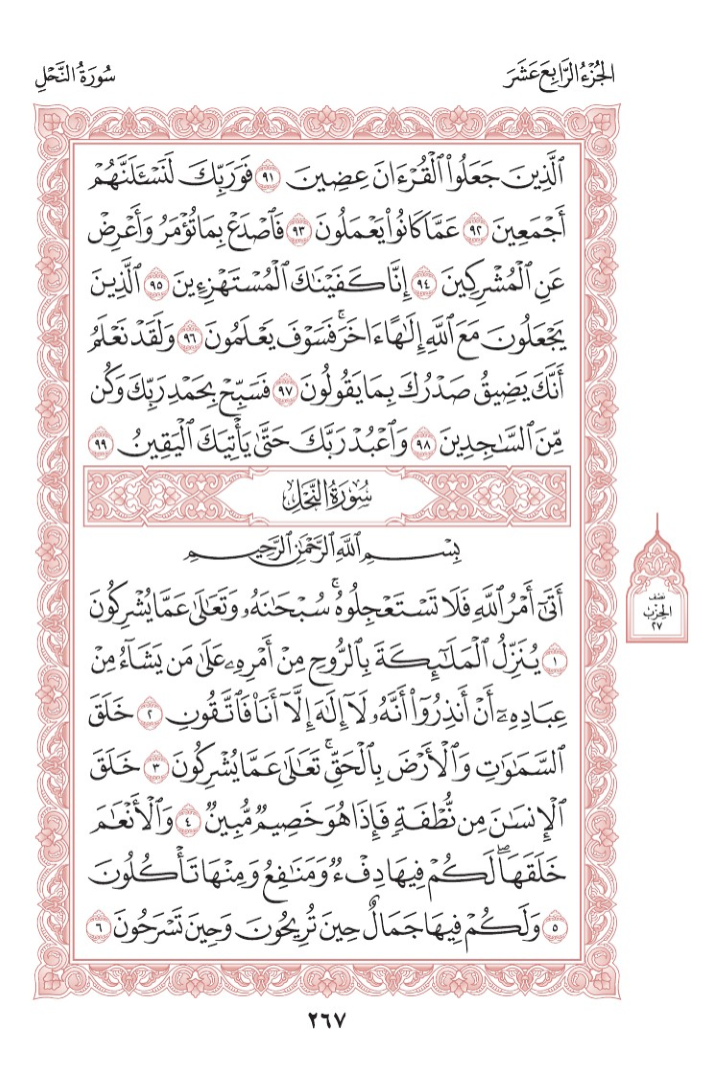 الجُزْءُ الرَّابِعَ عَشَرَ
سُورَةُ النَّحْلِ
ٱلَّذِينَ جَعَلُواْ ٱلْقُرْءَانَ عِضِينَ ٩١ فَوَرَبِّكَ لَنَسْـَٔلَنَّهُمْ
أَجْمَعِينَ ٩٢ عَمَّا كَانُواْ يَعْمَلُونَ ٩٣ فَٱصْدَعْ بِمَا تُؤْمَرُ وَأَعْرِضْ
عَنِ ٱلْمُشْرِكِينَ ٩٤ إِنَّا كَفَيْنَٰكَ ٱلْمُسْتَهْزِءِينَ ٩٥ ٱلَّذِينَ
يَجْعَلُونَ مَعَ ٱللَّهِ إِلَٰهًا ءَاخَرَۚ فَسَوْفَ يَعْلَمُونَ ٩٦ وَلَقَدْ نَعْلَمُ
أَنَّكَ يَضِيقُ صَدْرُكَ بِمَا يَقُولُونَ ٩٧ فَسَبِّحْ بِحَمْدِ رَبِّكَ وَكُن
مِّنَ ٱلسَّٰجِدِينَ ٩٨ وَٱعْبُدْ رَبَّكَ حَتَّىٰ يَأْتِيَكَ ٱلْيَقِينُ ٩٩
سُورَةُ النَّحْلِ
بِسْمِ ٱللَّهِ ٱلرَّحْمَٰنِ ٱلرَّحِيمِ
أَتَىٰٓ أَمْرُ ٱللَّهِ فَلَا تَسْتَعْجِلُوهُۚ سُبْحَٰنَهُۥ وَتَعَٰلَىٰ عَمَّا يُشْرِكُونَ
١ يُنَزِّلُ ٱلْمَلَٰٓئِكَةَ بِٱلرُّوحِ مِنْ أَمْرِهِۦ عَلَىٰ مَن يَشَآءُ مِنْ
عِبَادِهِۦٓ أَنْ أَنذِرُوٓاْ أَنَّهُۥ لَآ إِلَٰهَ إِلَّآ أَنَا۠ فَٱتَّقُونِ ٢ خَلَقَ
ٱلسَّمَٰوَٰتِ وَٱلْأَرْضَ بِٱلْحَقِّۚ تَعَٰلَىٰ عَمَّا يُشْرِكُونَ ٣ خَلَقَ
ٱلْإِنسَٰنَ مِن نُّطْفَةٍ فَإِذَا هُوَ خَصِيمٌ مُّبِينٌ ٤ وَٱلْأَنْعَٰمَ
خَلَقَهَاۖ لَكُمْ فِيهَا دِفْءٌ وَمَنَٰفِعُ وَمِنْهَا تَأْكُلُونَ
٥ وَلَكُمْ فِيهَا جَمَالٌ حِينَ تُرِيحُونَ وَحِينَ تَسْرَحُونَ ٦
نصف
الحِزْب
٢٧
٢٦٧